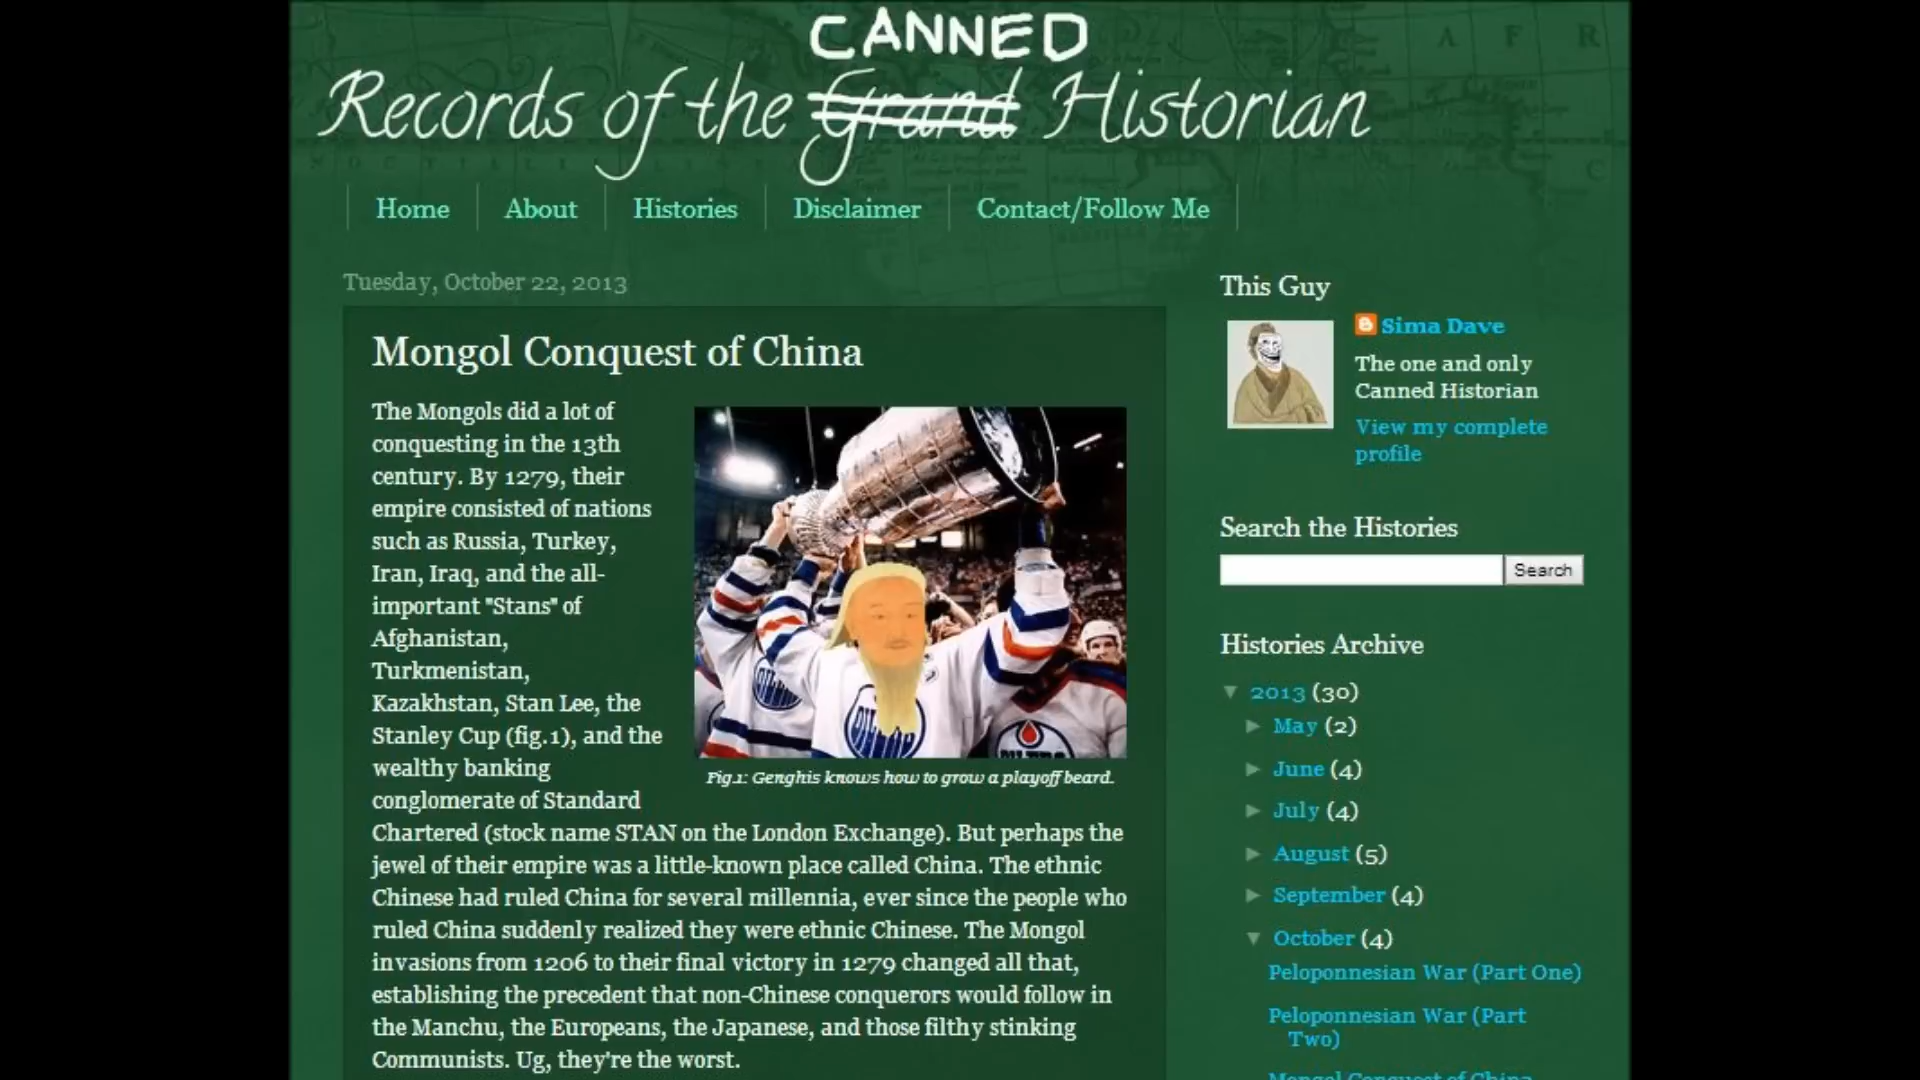 CANNED
Records of the Grand Historian
Home
About
Histories
Disclaimer
Contact/Follow Me
Tuesday, October 22, 2013
Mongol Conquest of China
The Mongols did a lot of
conquesting in the 13th
century. By 1279, their
empire consisted of nations
such as Russia, Turkey,
Iran, Iraq, and the all-
important "Stans" of
Afghanistan,
Turkmenistan,
Kazakhstan, Stan Lee, the
Stanley Cup (fig.1), and the
wealthy banking
conglomerate of Standard
Chartered (stock name STAN on the London Exchange). But perhaps the
jewel of their empire was a little-known place called China. The ethnic
Chinese had ruled China for several millennia, ever since the people who
ruled China suddenly realized they were ethnic Chinese. The Mongol
invasions from 1206 to their final victory in 1279 changed all that,
establishing the precedent that non-Chinese conquerors would follow in
the Manchu, the Europeans, the Japanese, and those filthy stinking
Communists. Ug, they're the worst.
Fig.1: Genghis knows how to grow a playoff beard.
This Guy
Sima Dave
The one and only
Canned Historian
View my complete
profile
Search the Histories
Search
Histories Archive
2013 (30)
May (2)
June (4)
July (4)
August (5)
September (4)
October (4)
Peloponnesian War (Part One)
Peloponnesian War (Part
Two)
Mongol Conquest of China